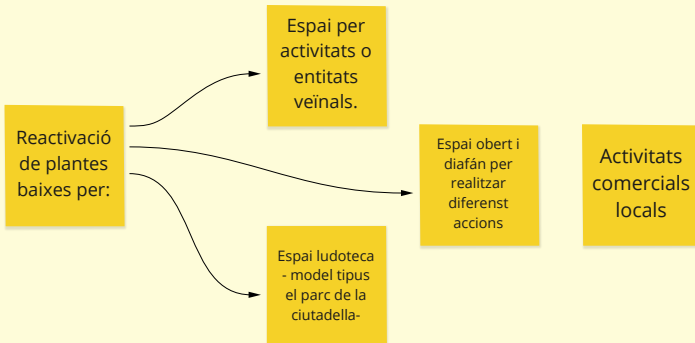 Espai per
activitats o
entitats
veïnals.
Reactivació
de plantes
baixes per:
Espai obert i
diafán per
realitzar
diferenst
accions
Activitats
comercials
locals
Espai ludoteca
- model tipus
el parc de la
ciutadella-